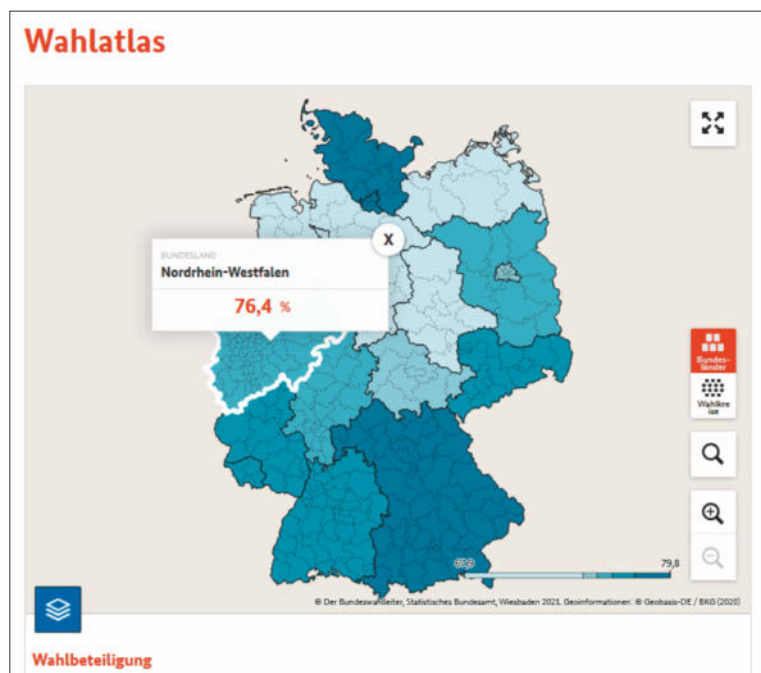 Wahlatlas
X
BUNDESLAND
Nordrhein-Westfalen
76,4 %
Bundes-
länder
Wahlkre
ise
79,8
© Der Bundeswahlleiter, Statistisches Bundesamt, Wiesbaden 2021, Geoinformationen: © Geobasis-DE / BKG (2020)
Wahlbeteiligung